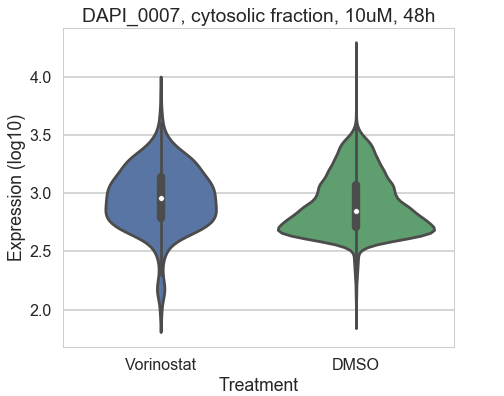 DAPI_0007, cytosolic fraction, 10uM, 48h
4.0
3.5
3.0
2.5
2.0
Expression (log10)
Vorinostat DMSO
Treatment